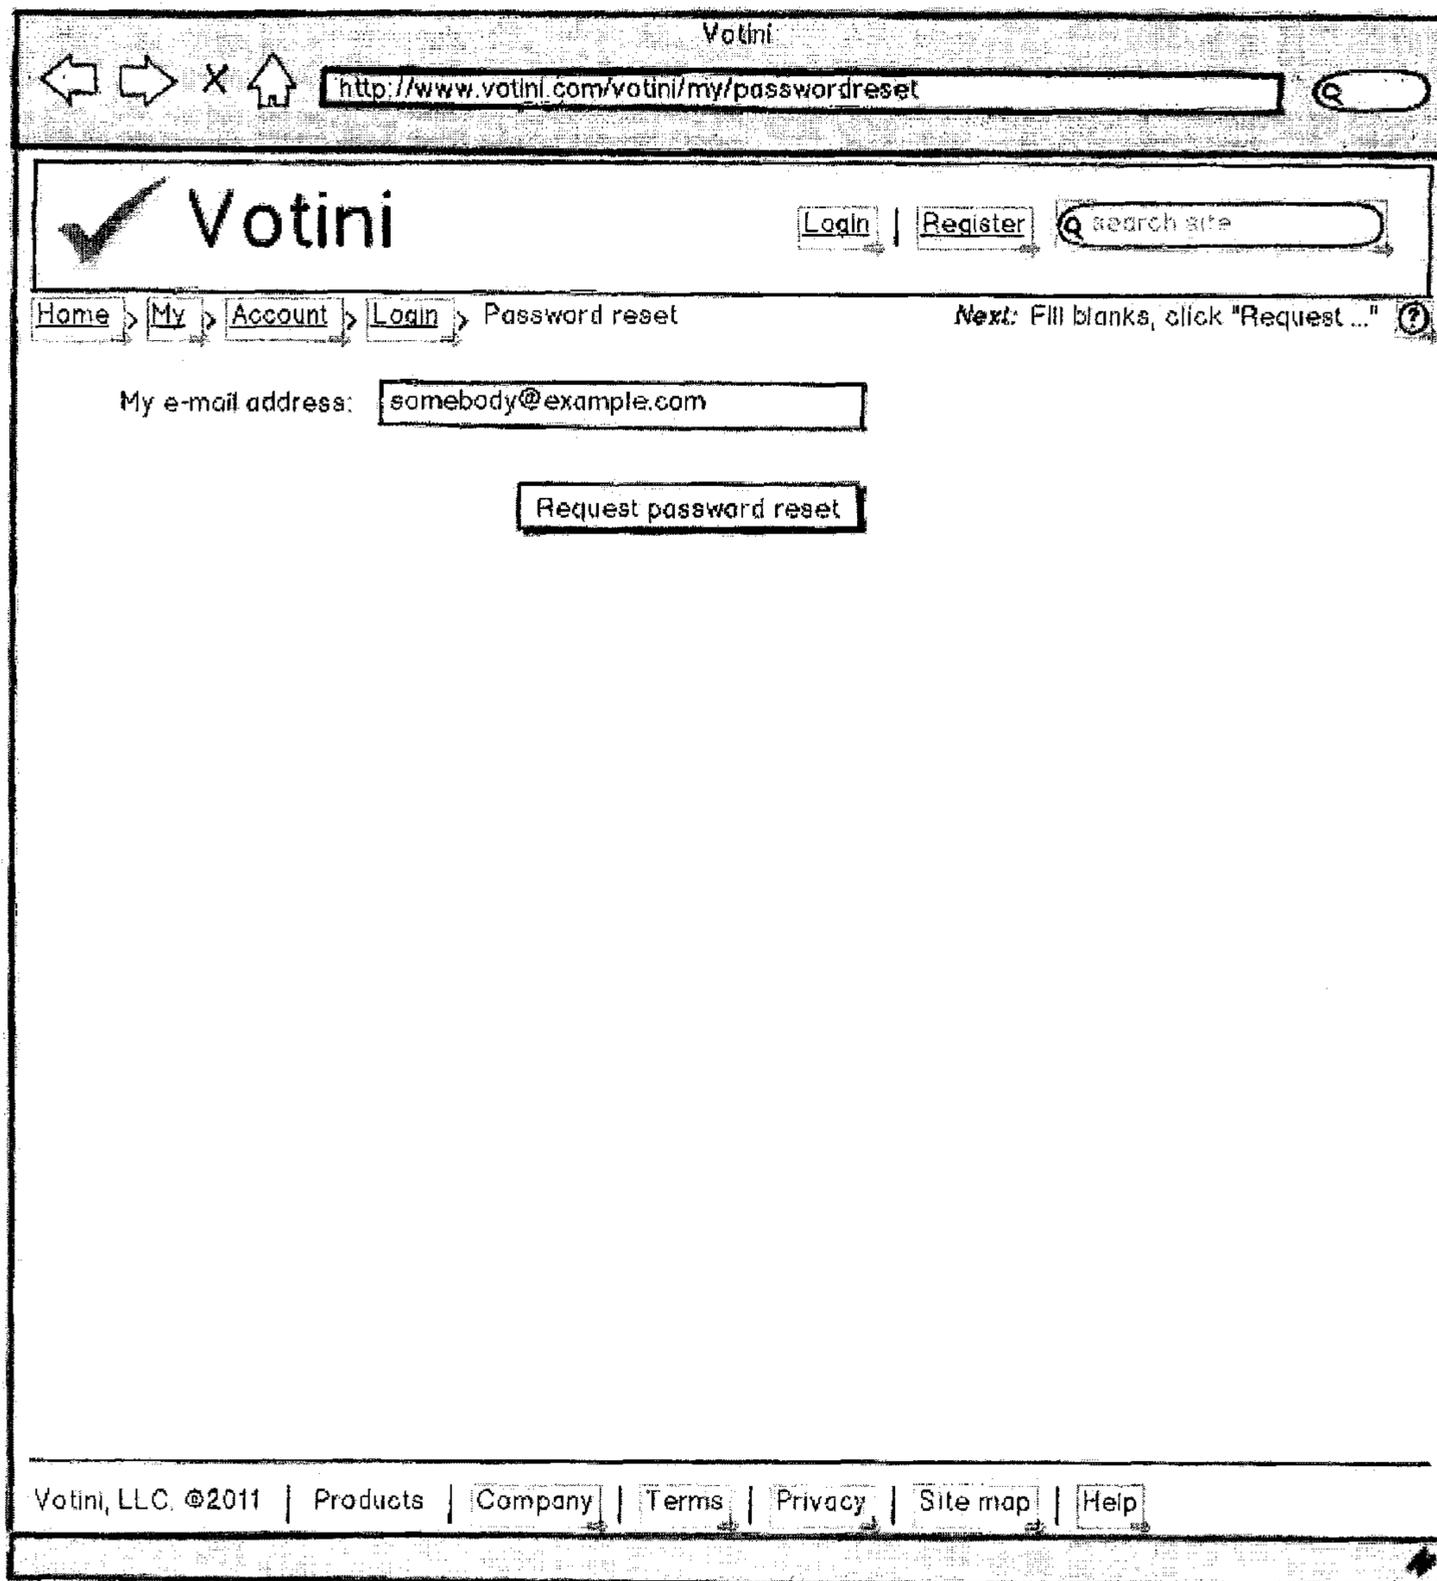 Votini
http://www.votini.com/votini/my/passwordreset
Votini Login | Register search site
Home > My > Account > Login > Password reset Next: Fill blanks, click "Request ..." ?
My e-mail address: somebody@example.com
Request password reset
Votini, LLC. ©2011 | Products | Company | Terms | Privacy | Site map | Help